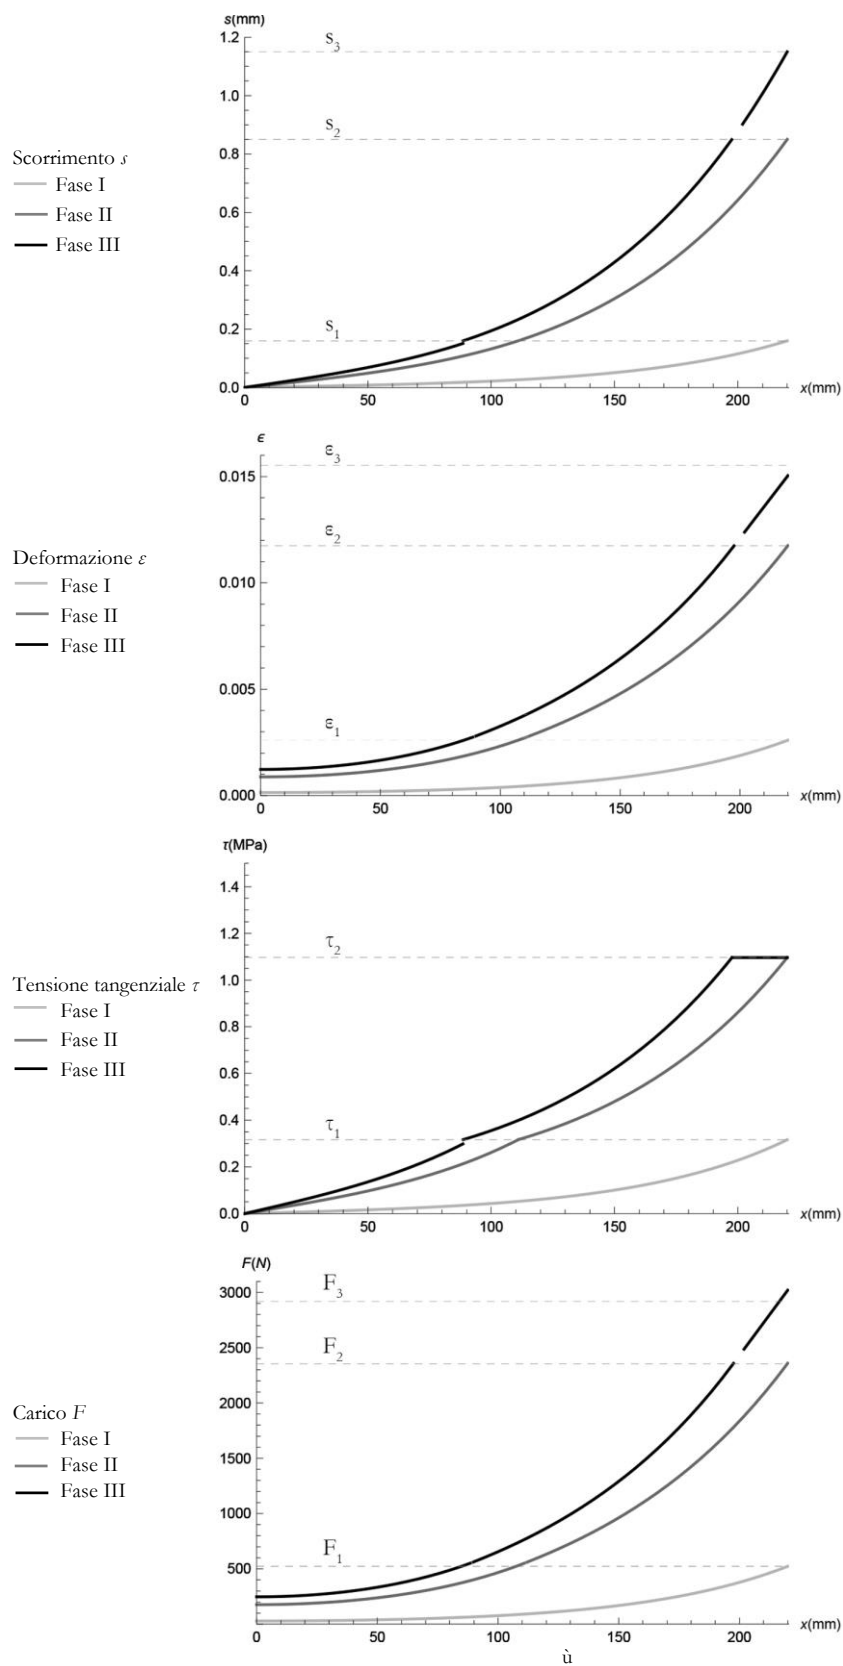 s(mm)
1.2
s3
1.0
s2
0.8
0.6
0.4
s1
0.2
0.0
0 50 100 150 200 x(mm)
Scorrimento s
Fase I
Fase II
Fase III
ϵ
ε3
0.015
ε2
0.010
0.005
ε1
0.000
0 50 100 150 200 x(mm)
Deformazione ε
Fase I
Fase II
Fase III
τ(MPa)
1.4
1.2
τ2
1.0
0.8
0.6
0.4
τ1
0.2
0.0
0 50 100 150 200 x(mm)
Tensione tangenziale τ
Fase I
Fase II
Fase III
F(N)
3000
F3
2500
F2
2000
1500
1000
F1
500
0 50 100 150 200 x(mm)
ù
Carico F
Fase I
Fase II
Fase III